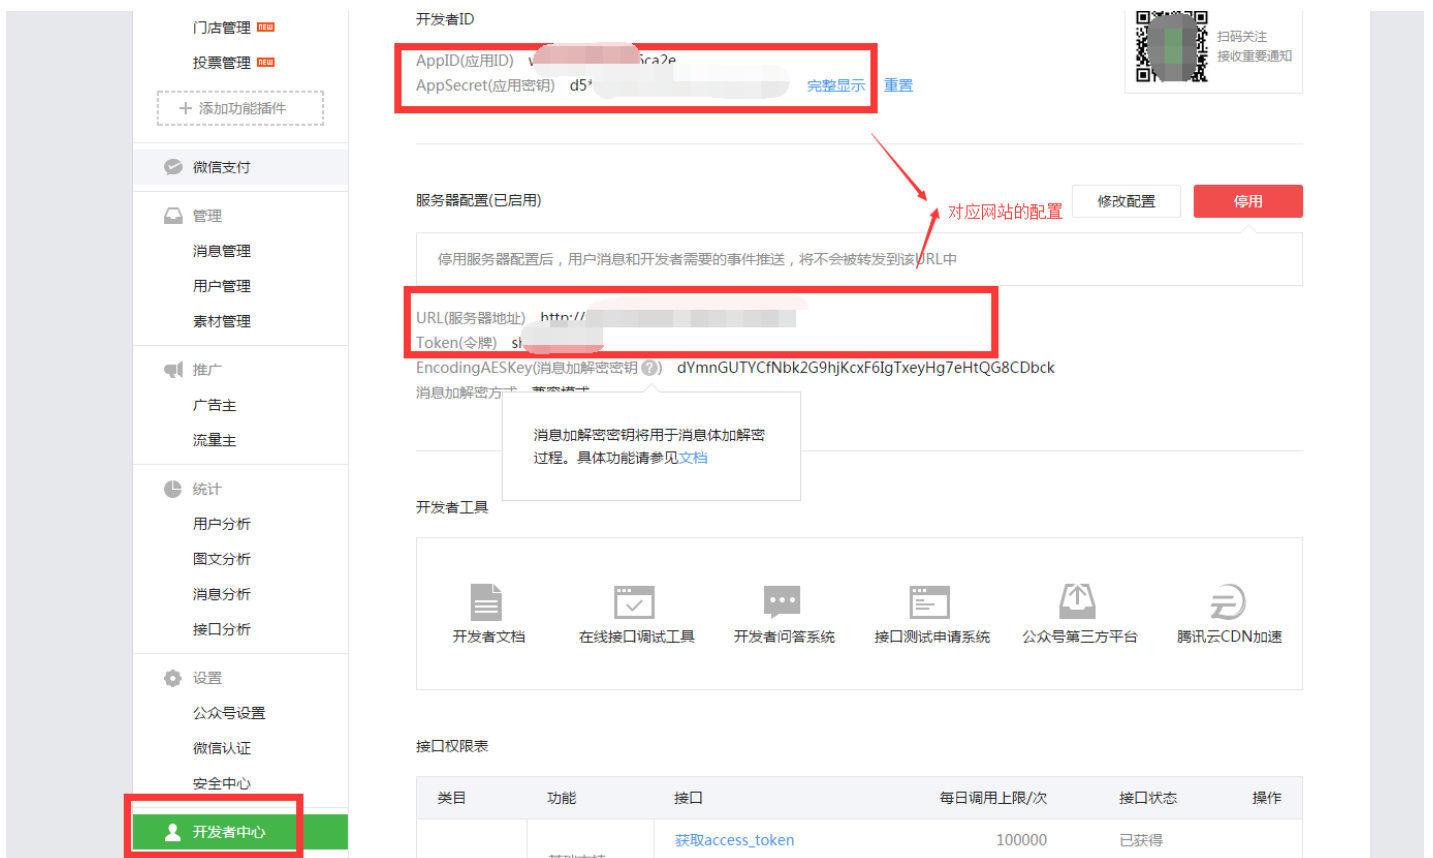 门店管理 NEW
投票管理 NEW
+ 添加功能插件
微信支付
管理
消息管理
用户管理
素材管理
推广
广告主
流量主
统计
用户分析
图文分析
消息分析
接口分析
设置
公众号设置
微信认证
安全中心
开发者中心
开发者ID
AppID(应用ID) ca2e
AppSecret(应用密钥) d5* 完整显示 重置
扫码关注
接收重要通知
服务器配置(已启用)
对应网站的配置
修改配置
停用
停用服务器配置后，用户消息和开发者需要的事件推送，将不会被转发到该URL中
URL(服务器地址) http://
Token(令牌)
EncodingAESKey(消息加解密密钥 ?) dYmnGUTYCfNbk2G9hjKcxF6IgTxeyHg7eHtQG8CDbck
消息加解密方式 兼容模式
消息加解密密钥将用于消息体加解密
过程。具体功能请参见文档
开发者工具
开发者文档 在线接口调试工具 开发者问答系统 接口测试申请系统 公众号第三方平台 腾讯云CDN加速
接口权限表
类目 功能 接口 每日调用上限/次 接口状态 操作
获取access_token 100000 已获得